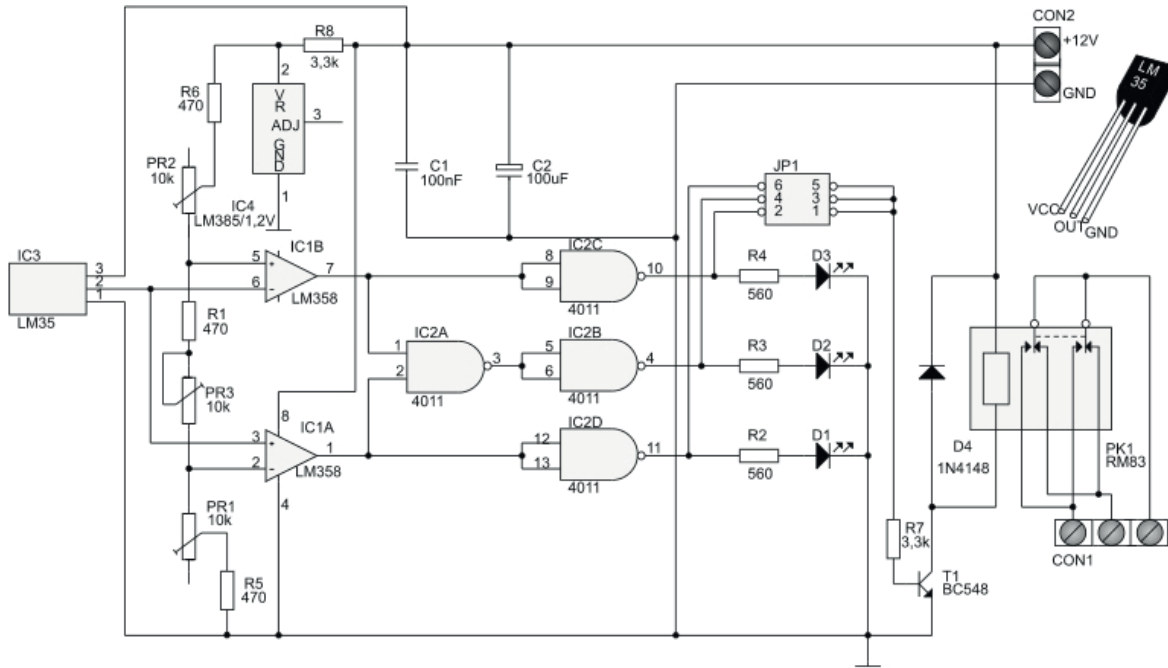 R8
3,3k
CON2
+12V
GND
LM
35
VCC
OUT
GND
2
R6
470
V
R
ADJ
GND
3
1
IC4
LM385/1,2V
PR2
10k
C1
100nF
C2
100uF
JP1
6 5
4 3
2 1
IC3
LM35
3
2
1
IC1B
5
+
6
-
7
LM358
IC2C
8
9
10
4011
R4
560
D3
R1
470
PR3
10k
IC2A
1
2
3
4011
IC2B
5
6
4
4011
R3
560
D2
8
IC1A
3
+
2
-
1
LM358
4
IC2D
12
13
11
4011
R2
560
D1
D4
1N4148
PK1
RM83
PR1
10k
R5
470
R7
3,3k
T1
BC548
CON1